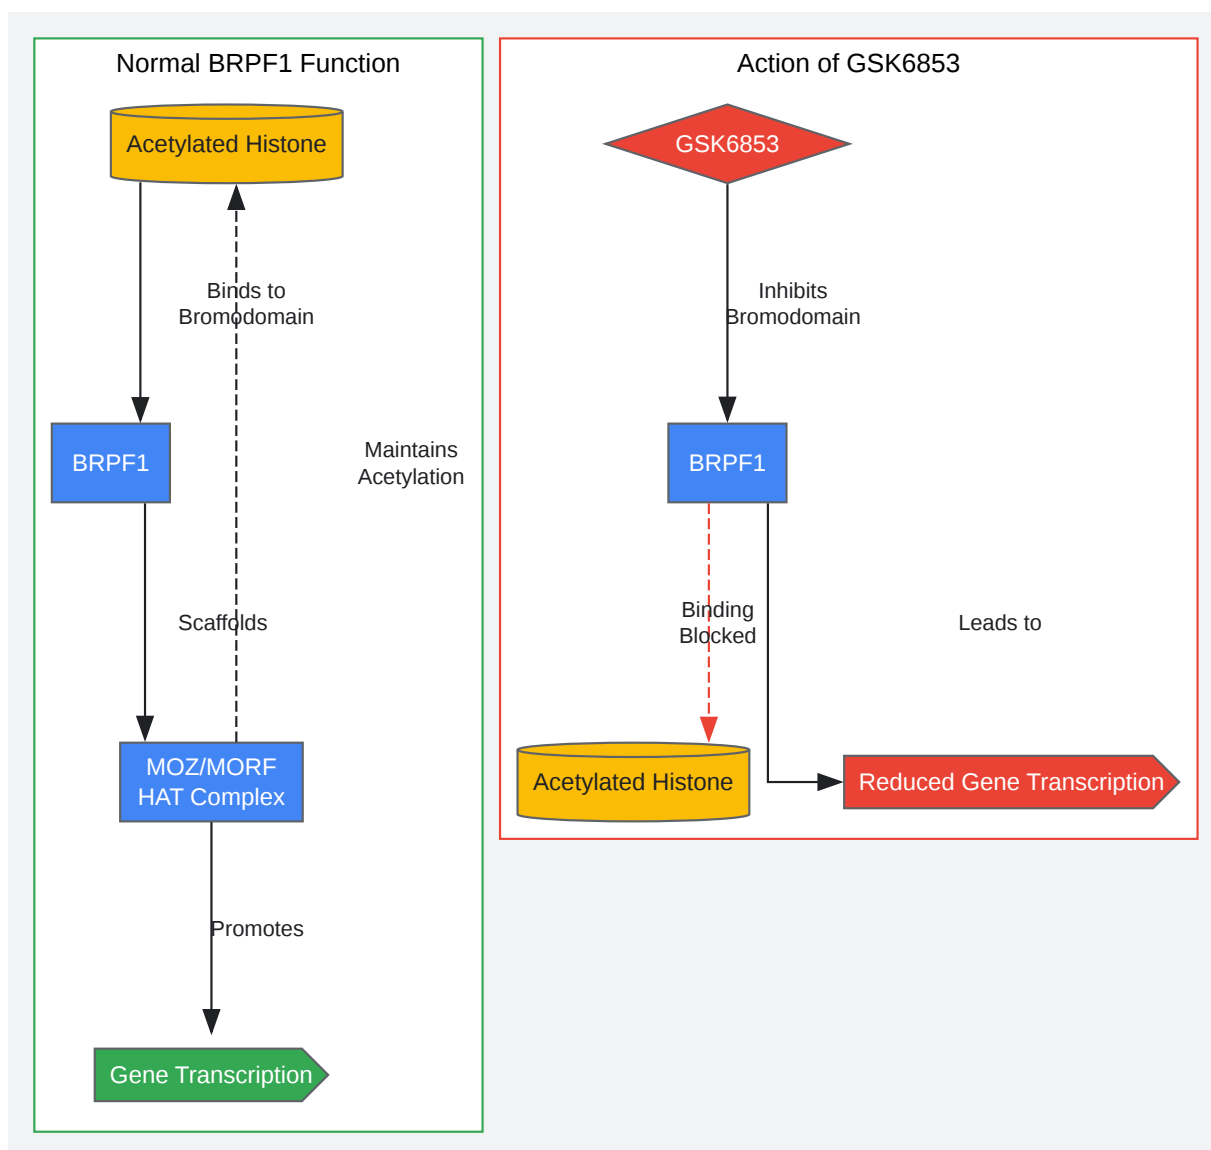 Normal BRPF1 Function
Acetylated Histone
Binds to
Bromodomain
BRPF1
Maintains
Acetylation
Scaffolds
MOZ/MORF
HAT Complex
Promotes
Gene Transcription
Action of GSK6853
GSK6853
Inhibits
Bromodomain
BRPF1
Binding
Blocked
Leads to
Acetylated Histone
Reduced Gene Transcription